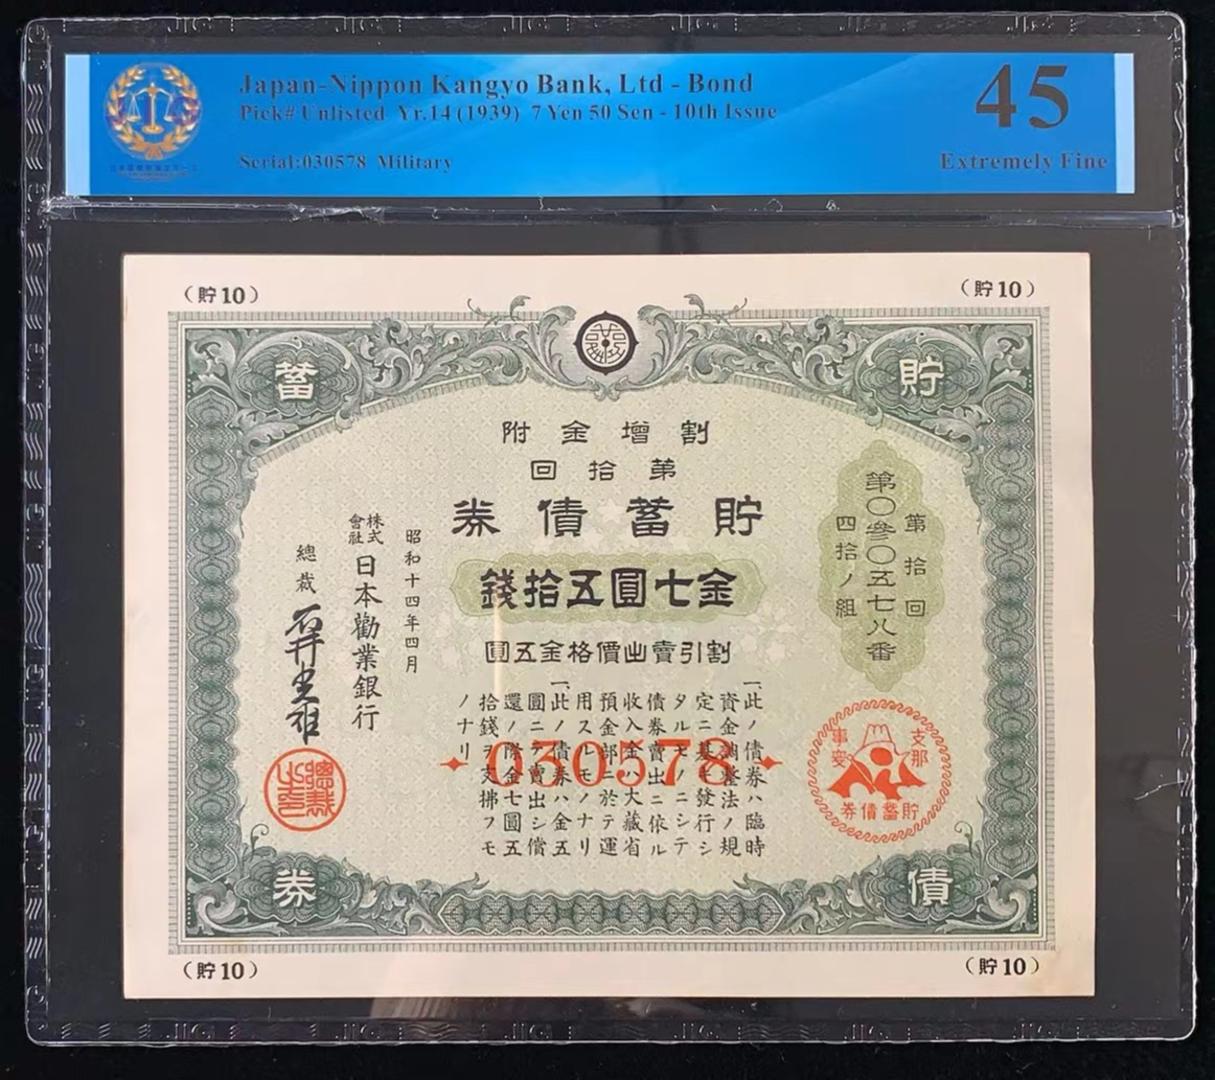 Japan-Nippon Kangyo Bank, Ltd - Bond
Pick# Unlisted Yr.14 (1939) 7 Yen 50 Sen - 10th Issue
Serial:030578 Military
45
Extremely Fine
(貯10)
(貯10)
貯
蓄
割增金附
第拾回
貯蓄債券
金七圓五拾錢
割引賣出價格金五圓
第拾回
第〇參〇五七八番
四拾ノ組
昭和十四年四月
株式會社日本勸業銀行
總裁
一、此ノ債券ハ臨時
資金調整法ノ規
定ニ基キ發行シ
タルモノニシテ
債券賣出ニ依ル
收入金ハ大藏省
預金部ニ於テ運
用スルモノナリ
一、此ノ債券ハ金五
圓ニテ賣出シ償
還ノ際金七圓五
拾錢ヲ支拂フモ
ノナリ
030578
支那
事變
貯蓄債券
債
券
(貯10)
(貯10)